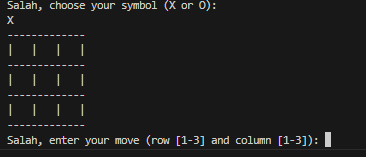 Salah, choose your symbol (X or O):
X
-------------
|   |   |   |
-------------
|   |   |   |
-------------
|   |   |   |
-------------
Salah, enter your move (row [1-3] and column [1-3]):